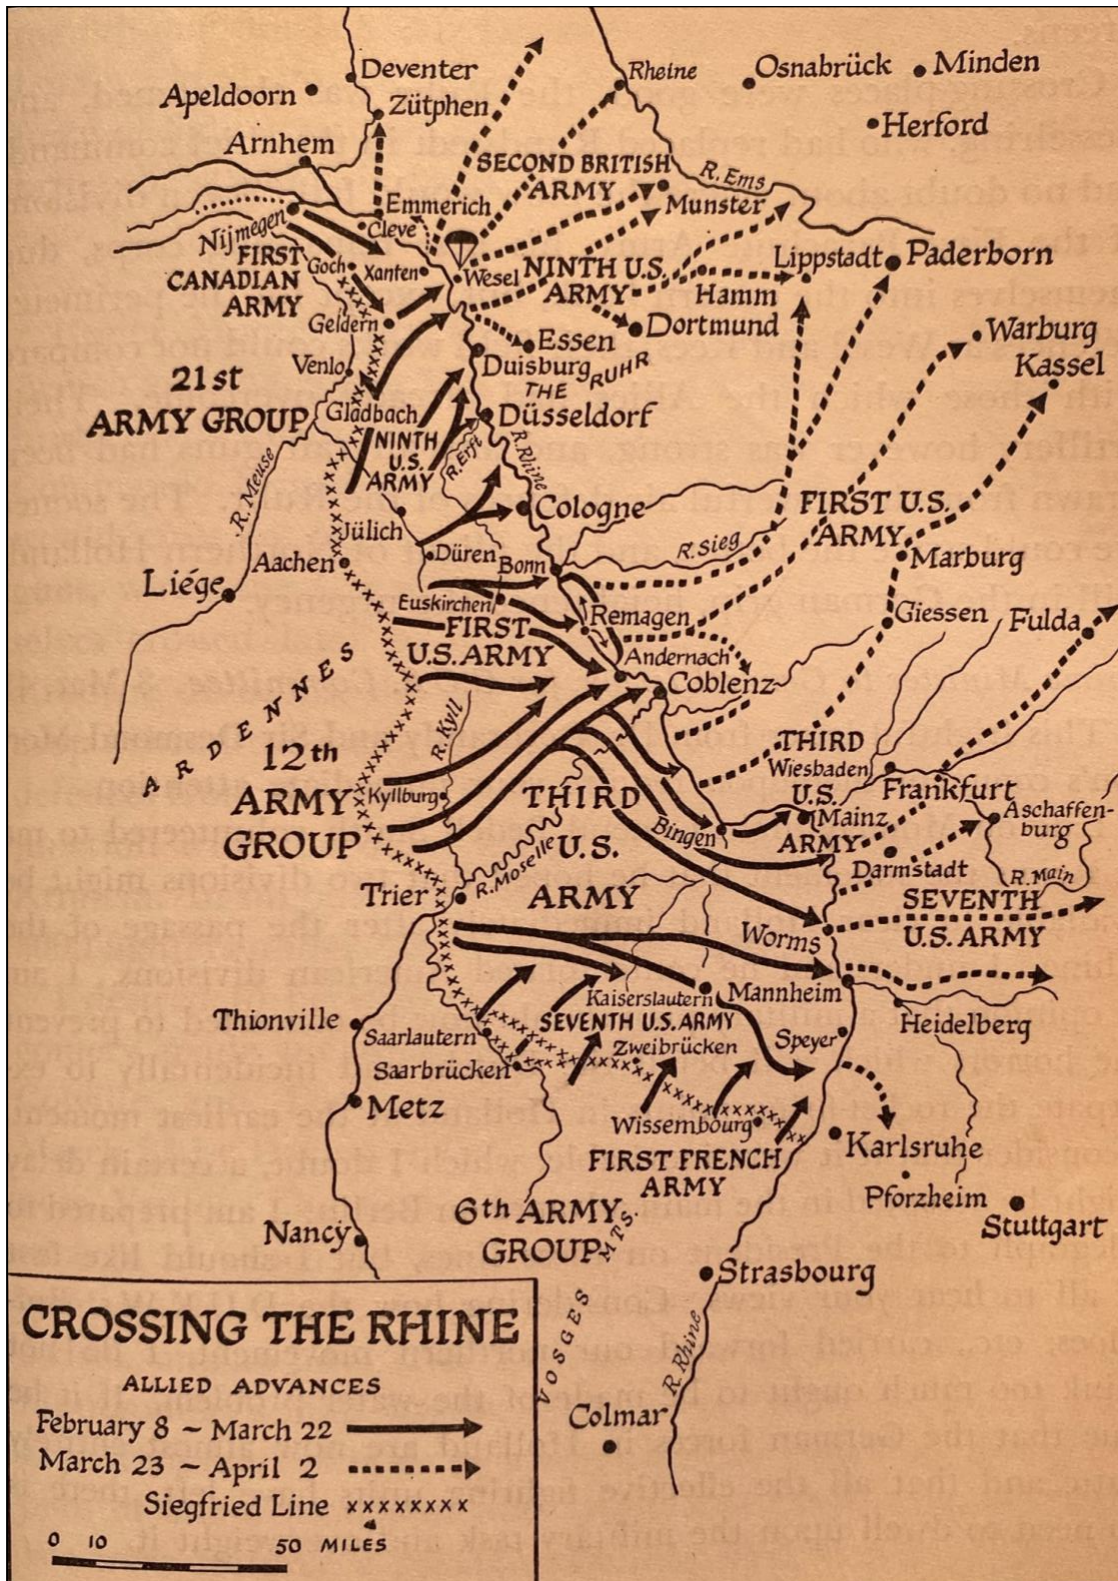 Deventer
Rheine
Osnabrück
Minden
Apeldoorn
Zütphen
Herford
Arnhem
SECOND BRITISH
ARMY
R. Ems
Munster
Emmerich
Nijmegen
Cleve
FIRST
CANADIAN
ARMY
Goch
Xanten
Wesel
NINTH U.S.
ARMY
Lippstadt
Paderborn
Hamm
Geldern
Essen
Dortmund
Warburg
Venlo
Duisburg
THE RUHR
Kassel
21st
ARMY GROUP
Gladbach
Düsseldorf
NINTH
U.S.
ARMY
R. Erft
R. Rhine
R. Meuse
Cologne
FIRST U.S.
ARMY
Jülich
R. Sieg
Aachen
Düren
Bonn
Marburg
Liége
Euskirchen
Remagen
Giessen
Fulda
FIRST
U.S. ARMY
Andernach
Coblenz
ARDENNES
R. Kyll
12th
ARMY
GROUP
Kyllburg
THIRD
U.S.
ARMY
Wiesbaden
Frankfurt
Mainz
Aschaffen-
burg
THIRD
U.S.
ARMY
Bingen
R. Moselle
Darmstadt
R. Main
Trier
SEVENTH
U.S. ARMY
Worms
Kaiserslautern
Mannheim
Thionville
Saarlautern
SEVENTH U.S. ARMY
Speyer
Heidelberg
Zweibrücken
Saarbrücken
Metz
Wissembourg
Karlsruhe
FIRST FRENCH
ARMY
Pforzheim
Stuttgart
Nancy
6th ARMY
GROUP
VOSGES MTS.
Strasbourg
R. Rhine
Colmar
CROSSING THE RHINE
ALLIED ADVANCES
February 8 ~ March 22
March 23 ~ April 2
Siegfried Line xxxxxxxx
0 10 50 MILES